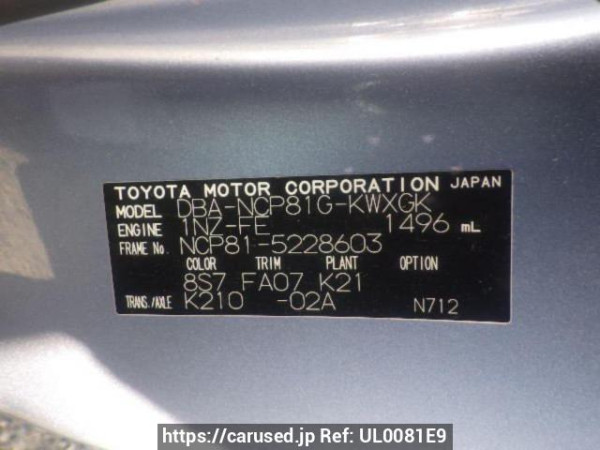 TOYOTA MOTOR CORPORATION JAPAN
MODEL DBA-NCP81G-KWXGK
ENGINE 1NZ-FE 1496 mL
FRAME No. NCP81-5228603
COLOR TRIM PLANT OPTION
8S7 FA07 K21
TRANS./AXLE K210 -02A N712
https://carused.jp Ref: UL0081E9